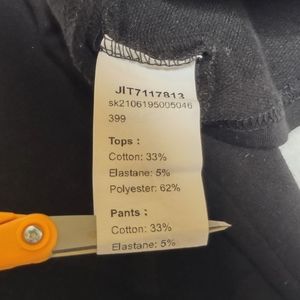 JIT7117813
sk2106195005046
399
Tops :
Cotton: 33%
Elastane: 5%
Polyester: 62%
Pants :
Cotton: 33%
Elastane: 5%